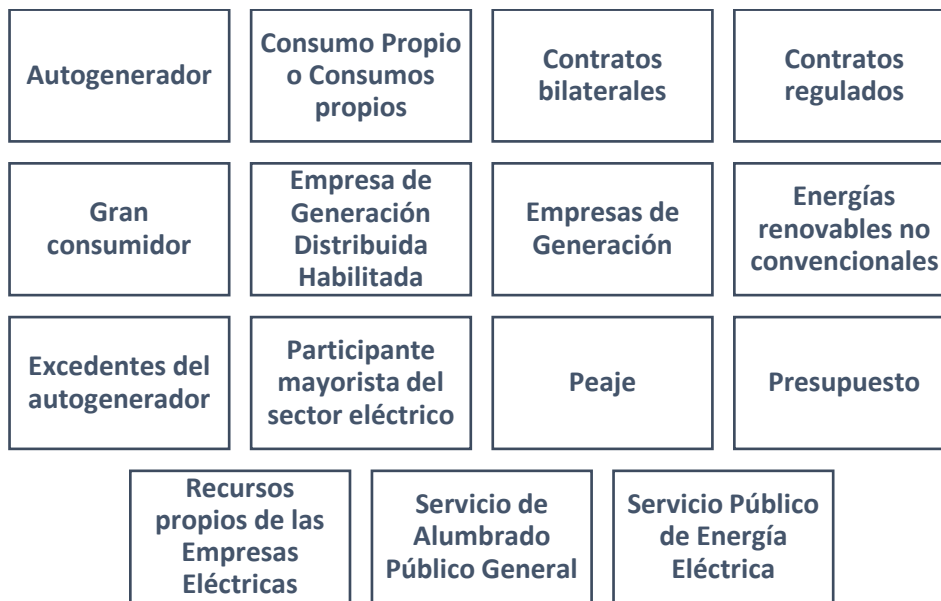 Autogenerador
Consumo Propio
o Consumos
propios
Contratos
bilaterales
Contratos
regulados
Gran
consumidor
Empresa de
Generación
Distribuida
Habilitada
Empresas de
Generación
Energías
renovables no
convencionales
Excedentes del
autogenerador
Participante
mayorista del
sector eléctrico
Peaje
Presupuesto
Recursos
propios de las
Empresas
Eléctricas
Servicio de
Alumbrado
Público General
Servicio Público
de Energía
Eléctrica